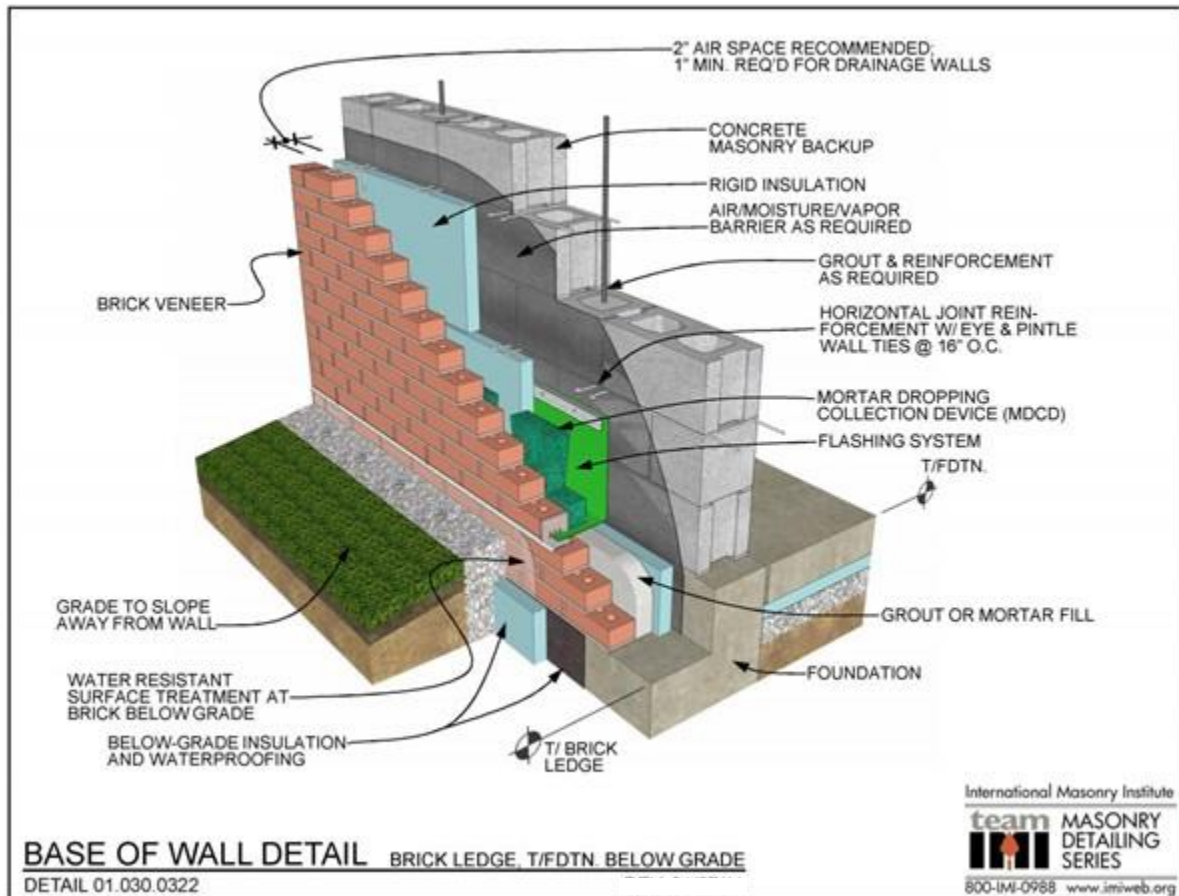 2" AIR SPACE RECOMMENDED;
1" MIN. REQ'D FOR DRAINAGE WALLS
CONCRETE
MASONRY BACKUP
RIGID INSULATION
AIR/MOISTURE/VAPOR
BARRIER AS REQUIRED
GROUT & REINFORCEMENT
AS REQUIRED
BRICK VENEER
HORIZONTAL JOINT REIN-
FORCEMENT W/ EYE & PINTLE
WALL TIES @ 16" O.C.
MORTAR DROPPING
COLLECTION DEVICE (MDCD)
FLASHING SYSTEM
T/FDTN.
GRADE TO SLOPE
AWAY FROM WALL
GROUT OR MORTAR FILL
FOUNDATION
WATER RESISTANT
SURFACE TREATMENT AT
BRICK BELOW GRADE
BELOW-GRADE INSULATION
AND WATERPROOFING
T/ BRICK
LEDGE
BASE OF WALL DETAIL BRICK LEDGE, T/FDTN. BELOW GRADE
DETAIL 01.030.0322
International Masonry Institute
team
MASONRY
DETAILING
SERIES
800-IMI-0988 www.imiweb.org